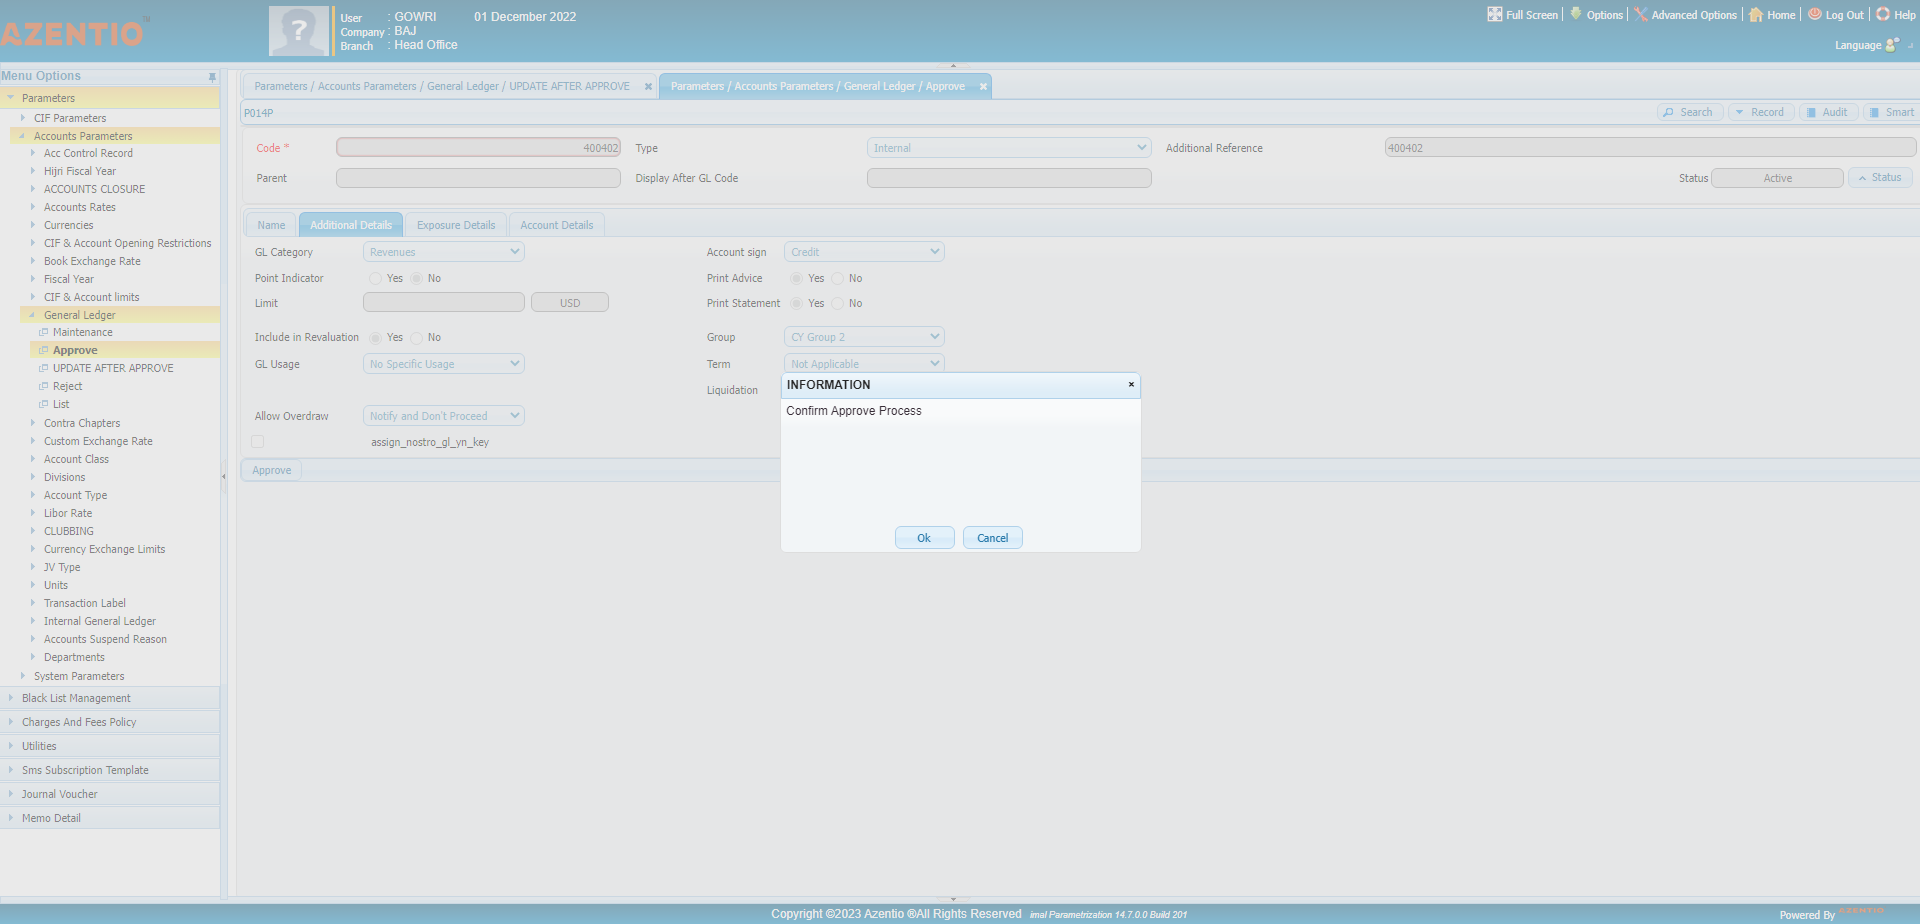 AZENTIO™
User : GOWRI 01 December 2022
Company : BAJ
Branch : Head Office
Full Screen Options Advanced Options Home Log Out Help
Language
Menu Options
Parameters
CIF Parameters
Accounts Parameters
Acc Control Record
Hijri Fiscal Year
ACCOUNTS CLOSURE
Accounts Rates
Currencies
CIF & Account Opening Restrictions
Book Exchange Rate
Fiscal Year
CIF & Account limits
General Ledger
Maintenance
Approve
UPDATE AFTER APPROVE
Reject
List
Contra Chapters
Custom Exchange Rate
Account Class
Divisions
Account Type
Libor Rate
CLUBBING
Currency Exchange Limits
JV Type
Units
Transaction Label
Internal General Ledger
Accounts Suspend Reason
Departments
System Parameters
Black List Management
Charges And Fees Policy
Utilities
Sms Subscription Template
Journal Voucher
Memo Detail
Parameters / Accounts Parameters / General Ledger / UPDATE AFTER APPROVE
Parameters / Accounts Parameters / General Ledger / Approve
P014P
Search Record Audit Smart
Code * 400402 Type Internal Additional Reference 400402
Parent Display After GL Code Status Active Status
Name Additional Details Exposure Details Account Details
GL Category Revenues Account sign Credit
Point Indicator Yes No Print Advice Yes No
Limit USD Print Statement Yes No
Include in Revaluation Yes No Group CY Group 2
GL Usage No Specific Usage Term Not Applicable
Liquidation
Allow Overdraw Notify and Don't Proceed
assign_nostro_gl_yn_key
Approve
INFORMATION
Confirm Approve Process
Ok Cancel
Copyright ©2023 Azentio ®All Rights Reserved imal Parametrization 14.7.0.0 Build 201
Powered By AZENTIO